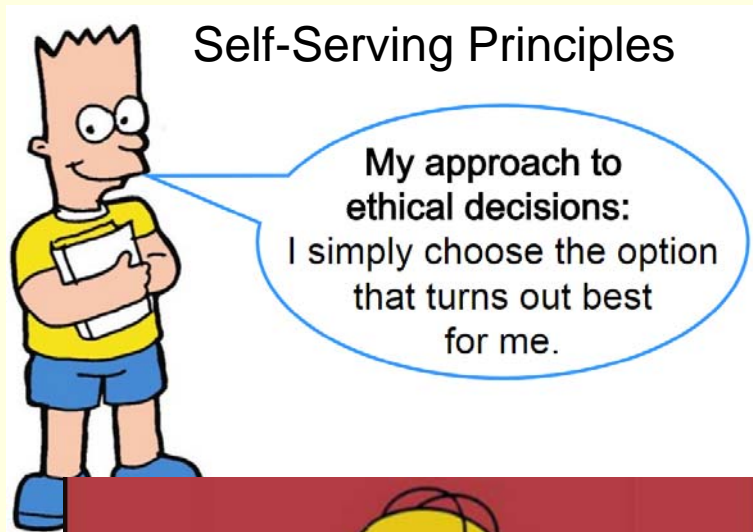 Self-Serving Principles
My approach to
ethical decisions:
I simply choose the option
that turns out best
for me.